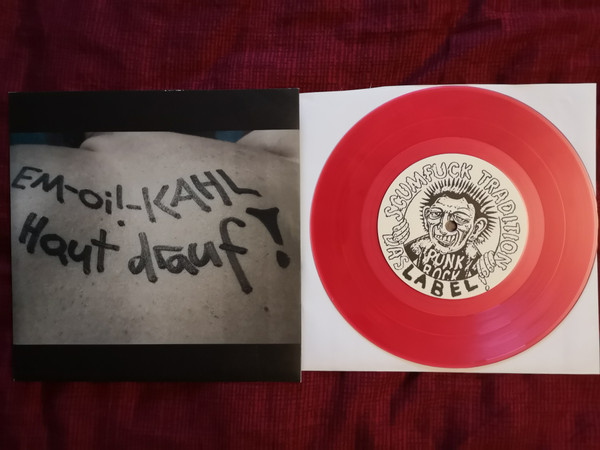 EM-Oi!-KAHL
Haut drauf!
DAS SCUMFUCK TRADITION
PUNK
ROCK
LABEL